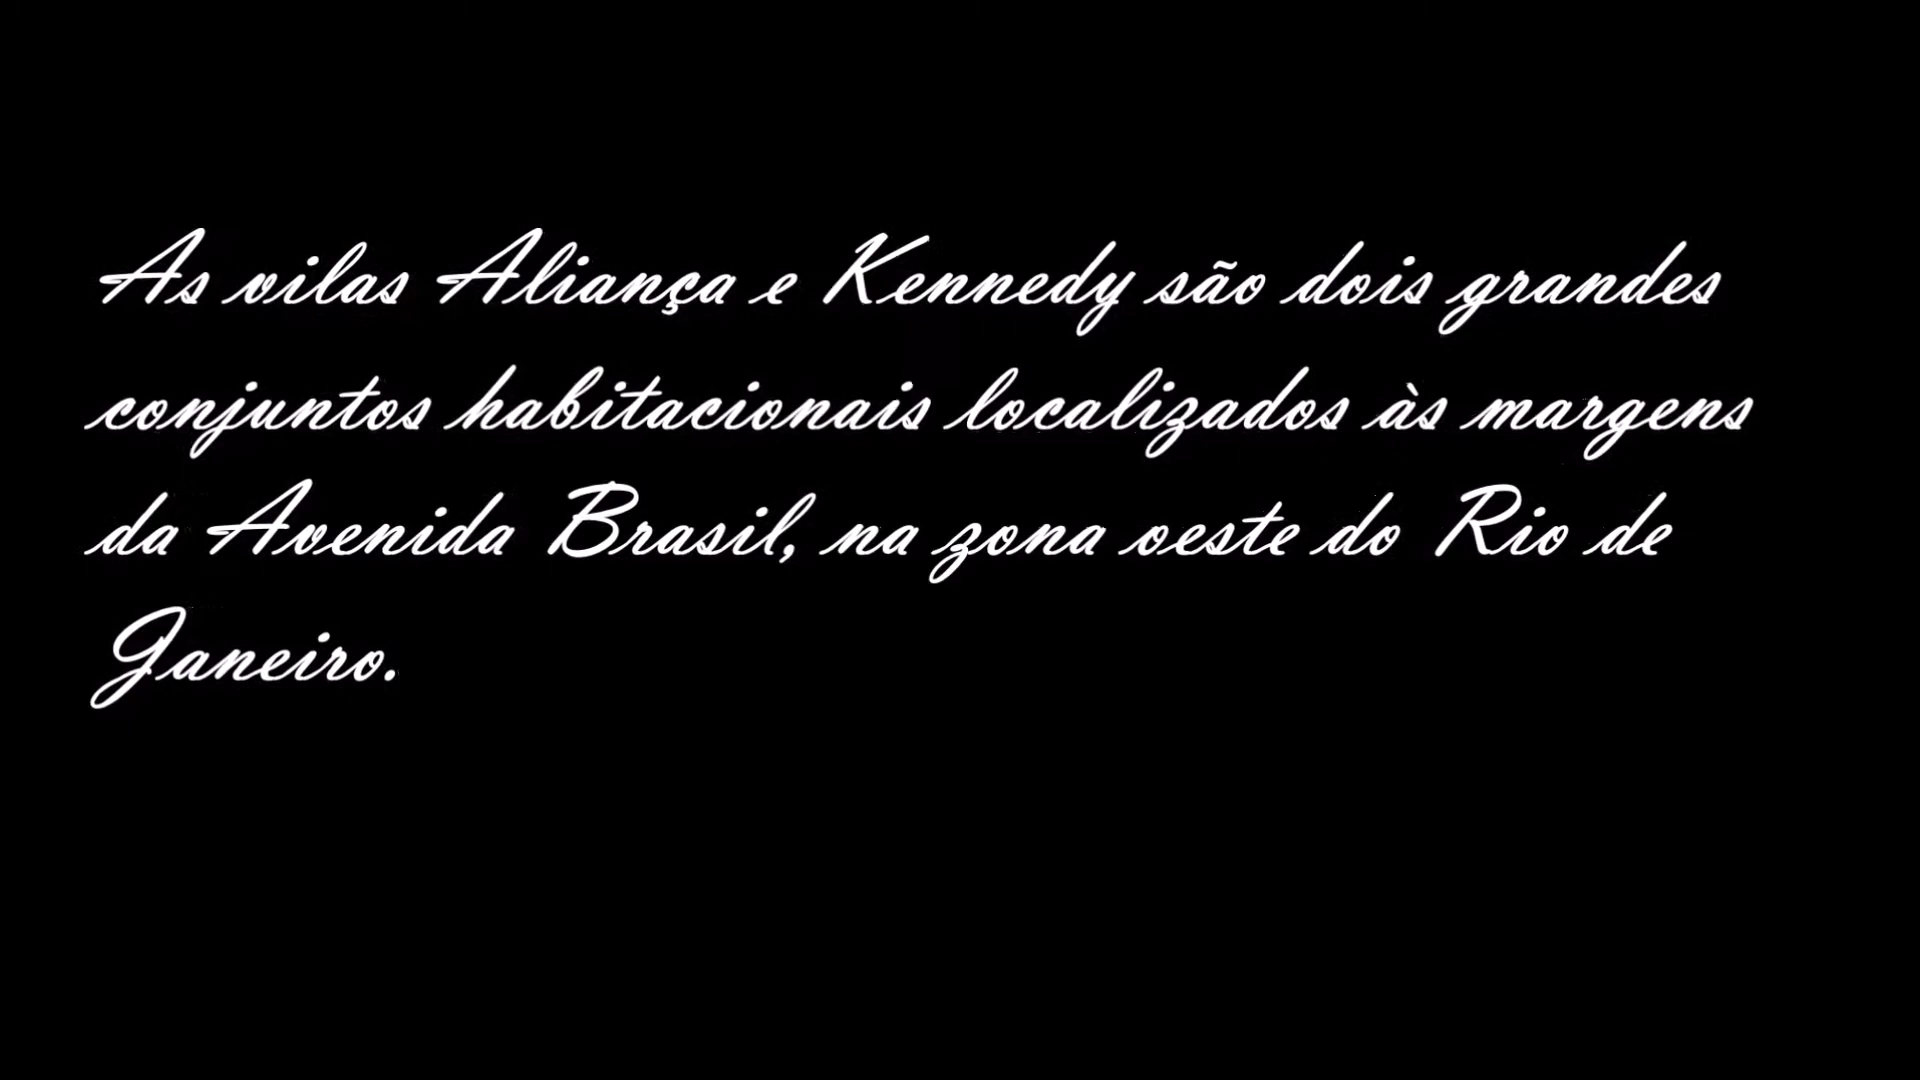 As vilas Aliança e Kennedy são dois grandes
conjuntos habitacionais localizados às margens
da Avenida Brasil, na zona oeste do Rio de
Janeiro.